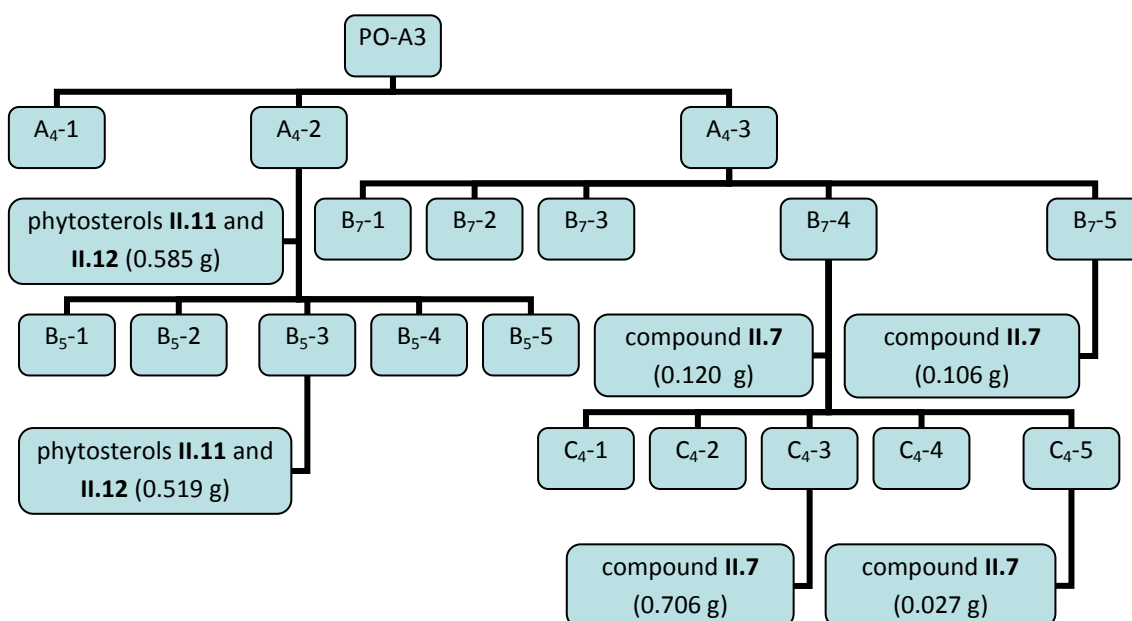 PO-A3
A₄-1
A₄-2
A₄-3
phytosterols II.11 and
II.12 (0.585 g)
B₇-1
B₇-2
B₇-3
B₇-4
B₇-5
B₅-1
B₅-2
B₅-3
B₅-4
B₅-5
compound II.7
(0.120 g)
compound II.7
(0.106 g)
phytosterols II.11 and
II.12 (0.519 g)
C₄-1
C₄-2
C₄-3
C₄-4
C₄-5
compound II.7
(0.706 g)
compound II.7
(0.027 g)